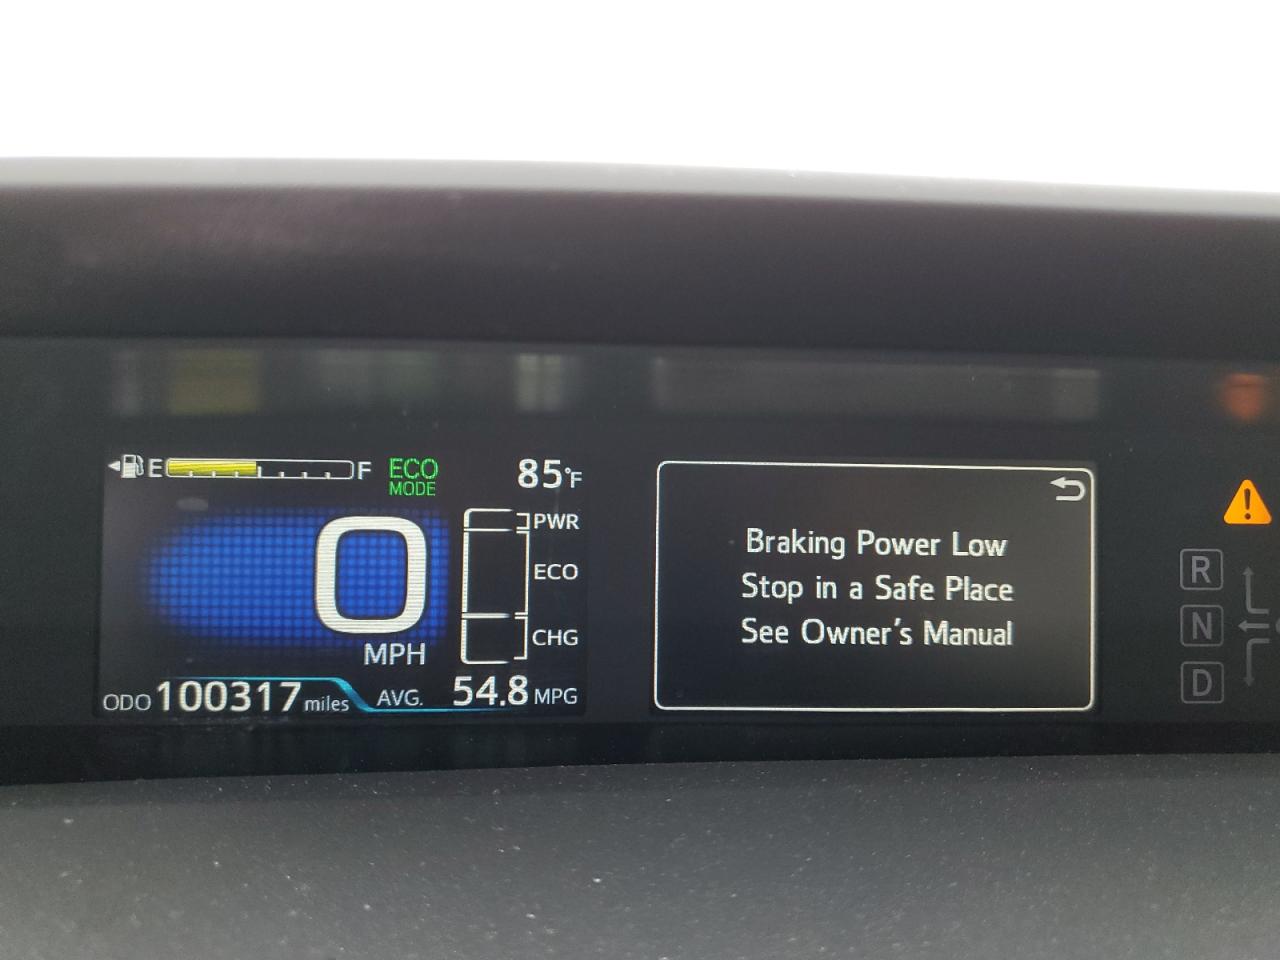 E F ECO
MODE
85°F
0
MPH
PWR
ECO
CHG
ODO 100317 miles AVG. 54.8 MPG
Braking Power Low
Stop in a Safe Place
See Owner's Manual
!
R
N
D